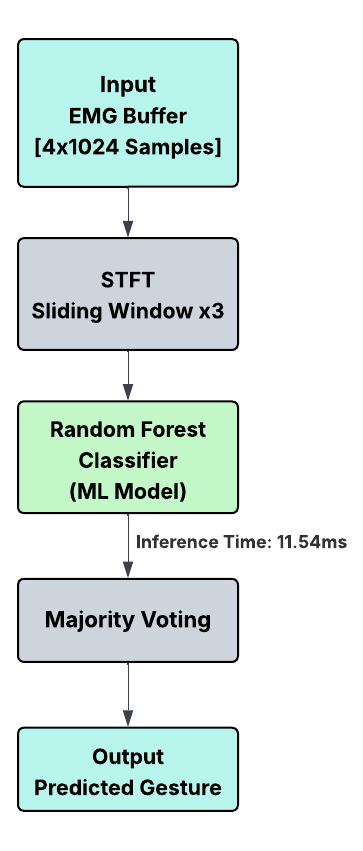 Input
EMG Buffer
[4x1024 Samples]
STFT
Sliding Window x3
Random Forest
Classifier
(ML Model)
Inference Time: 11.54ms
Majority Voting
Output
Predicted Gesture